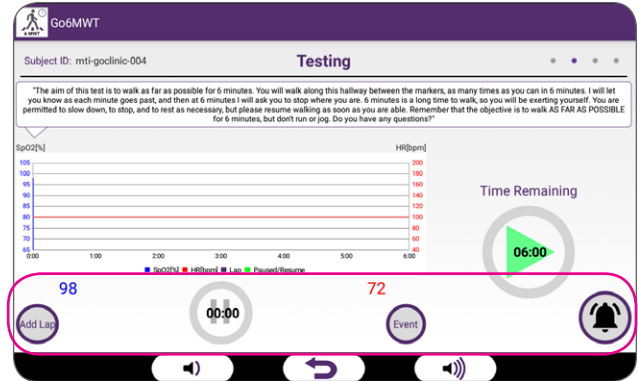 6 MWT
Go6MWT
Subject ID: mti-goclinic-004
Testing
"The aim of this test is to walk as far as possible for 6 minutes. You will walk along this hallway between the markers, as many times as you can in 6 minutes. I will let
you know as each minute goes past, and then at 6 minutes I will ask you to stop where you are. 6 minutes is a long time to walk, so you will be exerting yourself. You are
permitted to slow down, to stop, and to rest as necessary, but please resume walking as soon as you are able. Remember that the objective is to walk AS FAR AS POSSIBLE
for 6 minutes, but don't run or jog. Do you have any questions?"
SpO2[%] HR[bpm]
105 200
100 180
95 160
90 140
85 120
80 100
75 80
70 60
65 40
0:00 1:00 2:00 3:00 4:00 5:00 6:00
SpO2[%] HR[bpm] Lap Paused/Resume
Time Remaining
06:00
98 72
Add Lap 00:00 Event